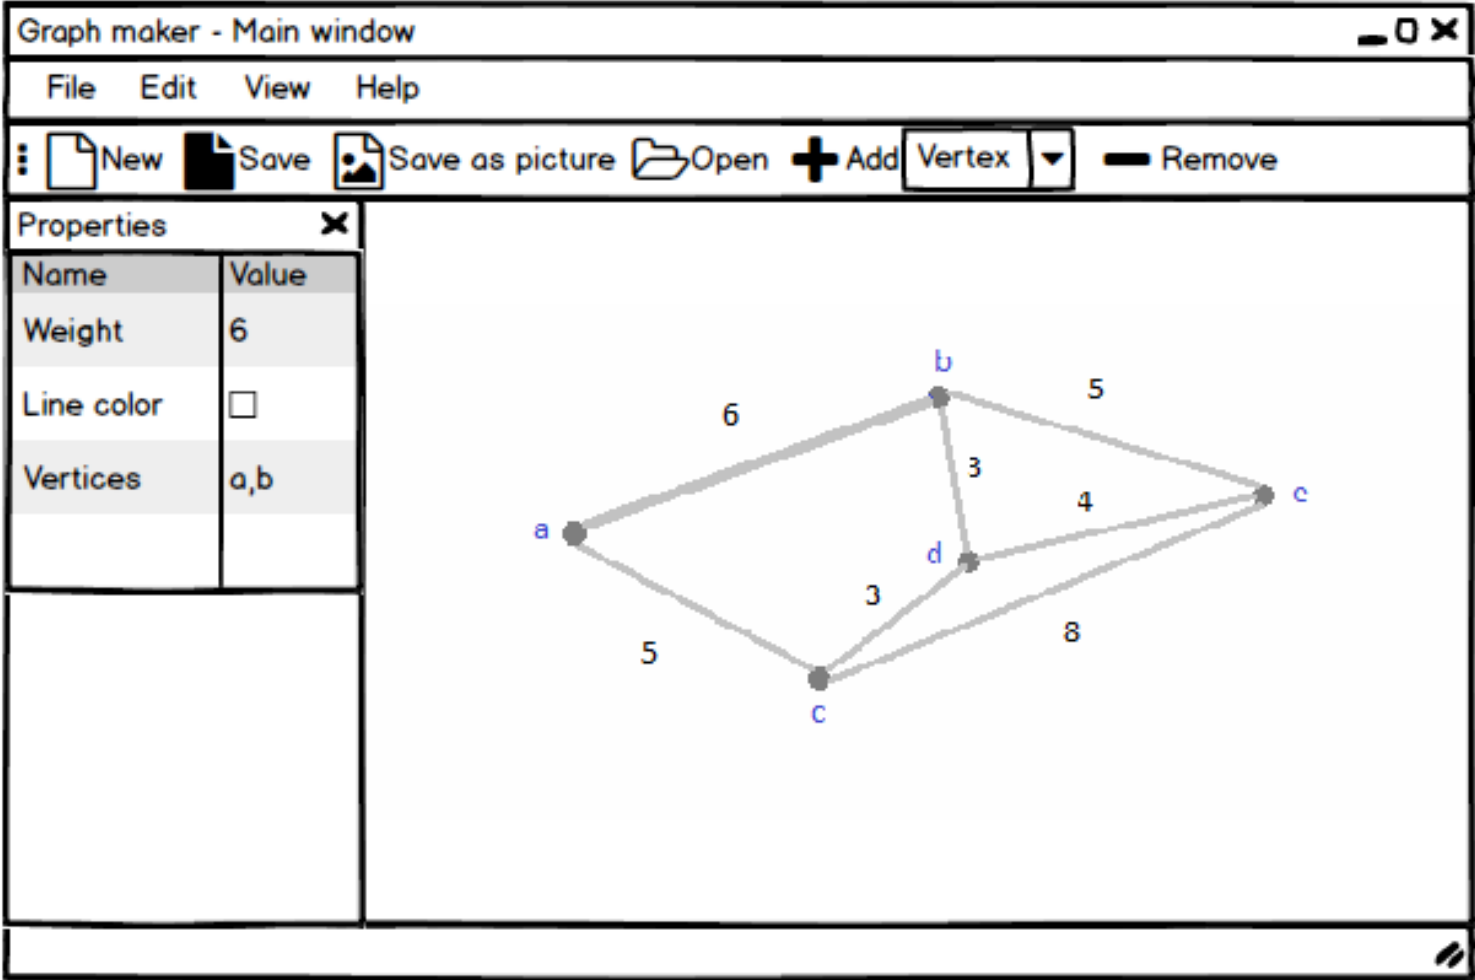 Graph maker - Main window
File Edit View Help
New Save Save as picture Open Add Vertex Remove
Properties
Name Value
Weight 6
Line color
Vertices a,b
b
5
6
3
4
e
a
d
3
5
8
c